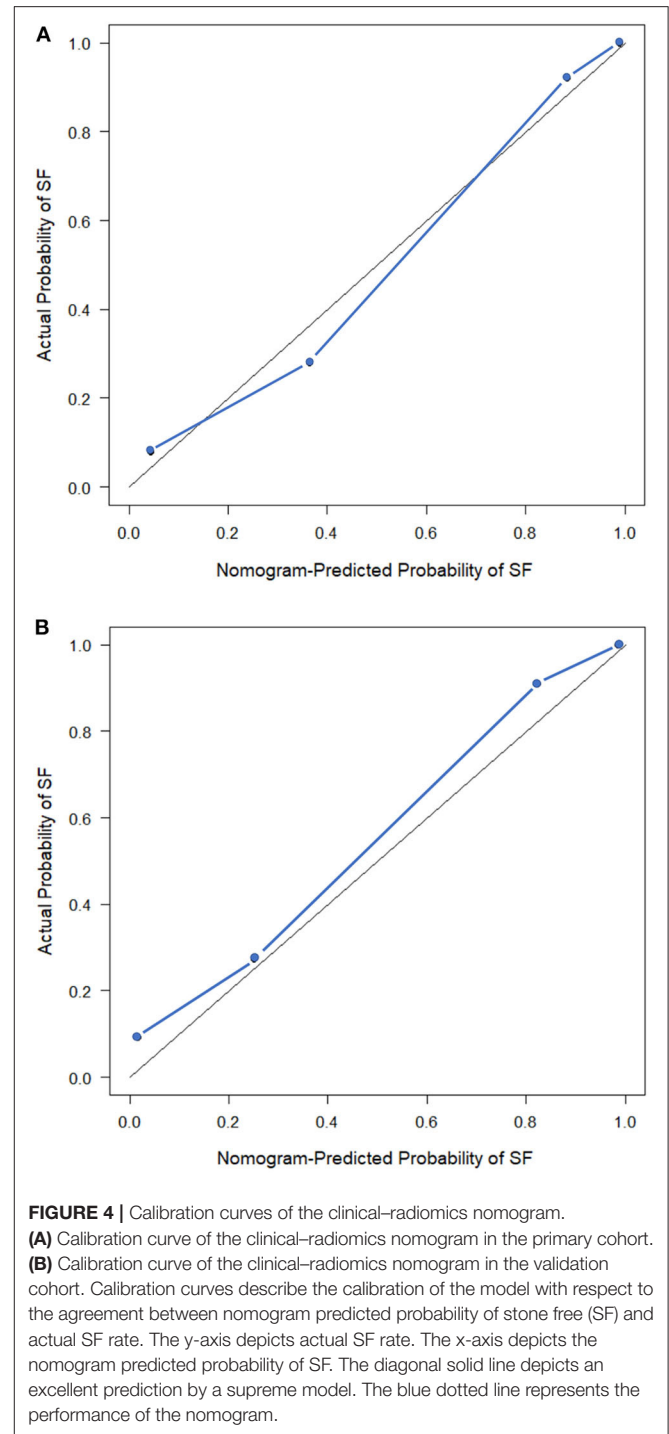 A
1.0
0.8
0.6
0.4
0.2
0.0
Actual Probability of SF
0.0 0.2 0.4 0.6 0.8 1.0
Nomogram-Predicted Probability of SF
B
1.0
0.8
0.6
0.4
0.2
0.0
Actual Probability of SF
0.0 0.2 0.4 0.6 0.8 1.0
Nomogram-Predicted Probability of SF
FIGURE 4 | Calibration curves of the clinical–radiomics nomogram.
(A) Calibration curve of the clinical–radiomics nomogram in the primary cohort.
(B) Calibration curve of the clinical–radiomics nomogram in the validation
cohort. Calibration curves describe the calibration of the model with respect to
the agreement between nomogram predicted probability of stone free (SF) and
actual SF rate. The y-axis depicts actual SF rate. The x-axis depicts the
nomogram predicted probability of SF. The diagonal solid line depicts an
excellent prediction by a supreme model. The blue dotted line represents the
performance of the nomogram.